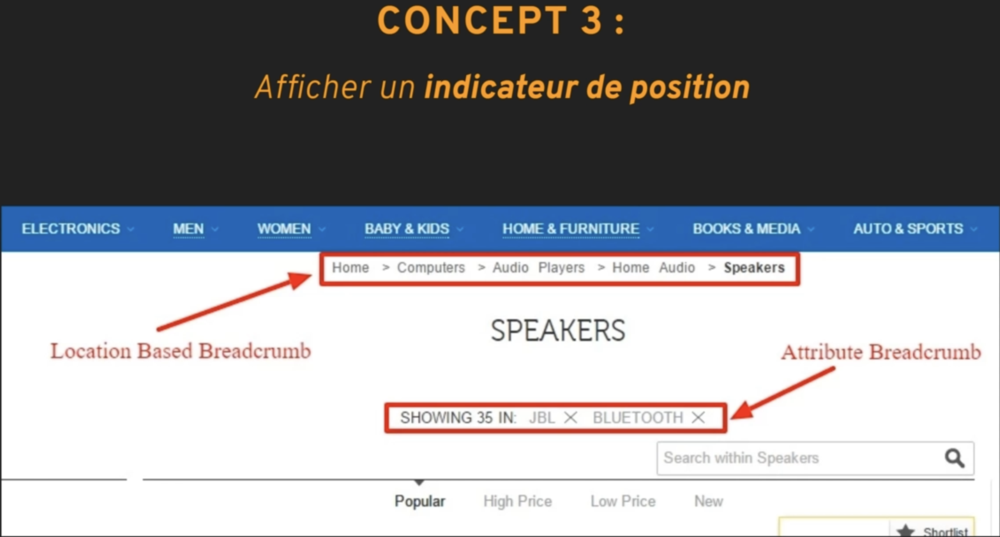 CONCEPT 3 :
Afficher un indicateur de position
ELECTRONICS MEN WOMEN BABY & KIDS HOME & FURNITURE BOOKS & MEDIA AUTO & SPORTS
Home > Computers > Audio Players > Home Audio > Speakers
SPEAKERS
Location Based Breadcrumb
Attribute Breadcrumb
SHOWING 35 IN: JBL X BLUETOOTH X
Search within Speakers
Popular High Price Low Price New
Shortlist